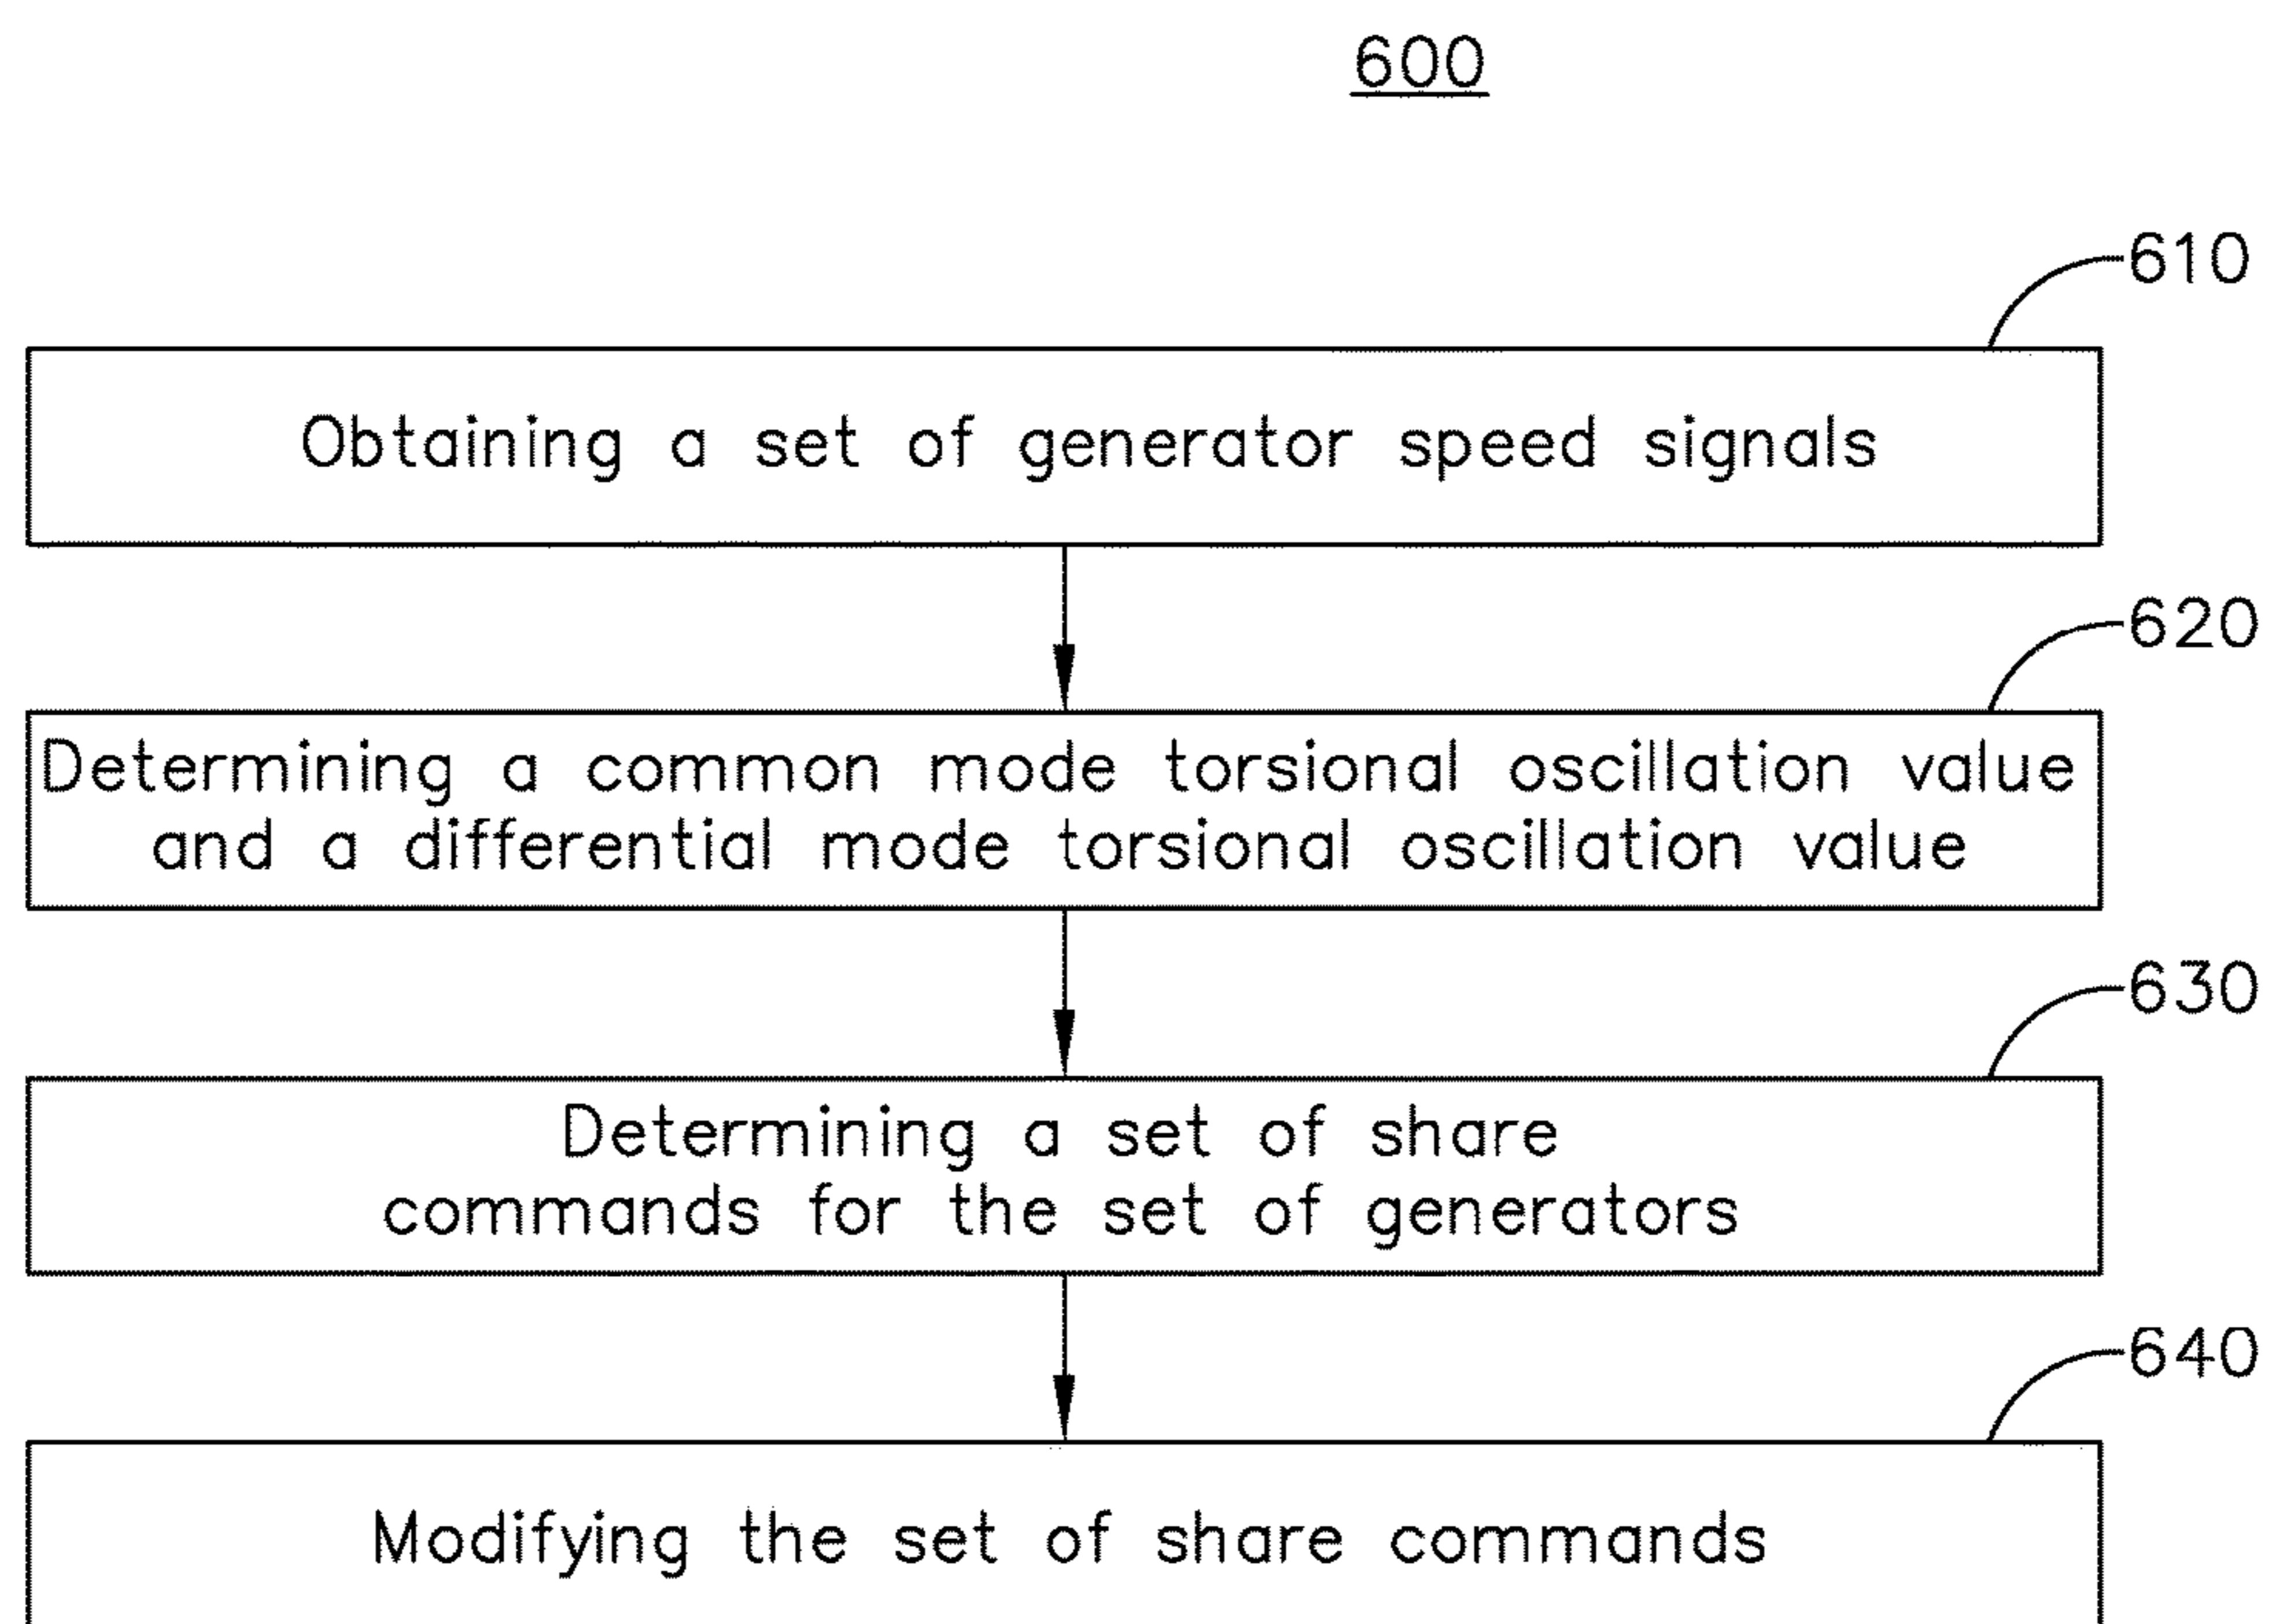 600
610
Obtaining a set of generator speed signals
620
Determining a common mode torsional oscillation value
and a differential mode torsional oscillation value
630
Determining a set of share
commands for the set of generators
640
Modifying the set of share commands